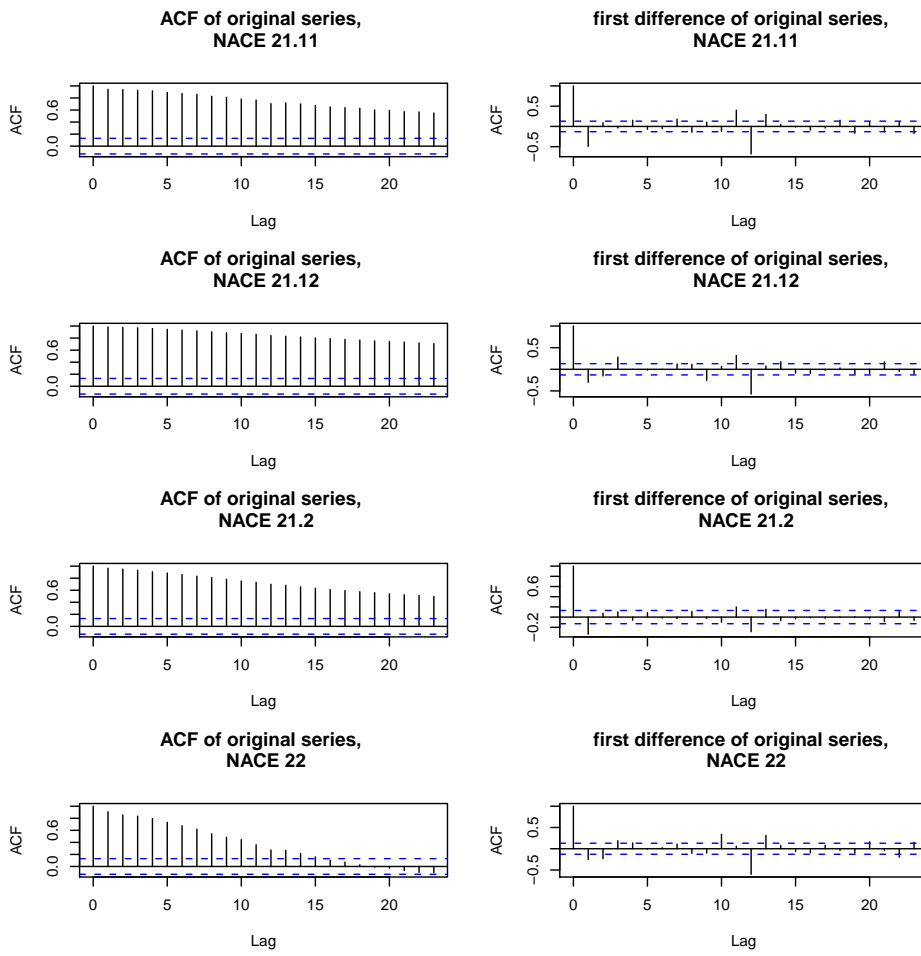 ACF of original series,
NACE 21.11
ACF
0.0 0.6
0 5 10 15 20
Lag
first difference of original series,
NACE 21.11
ACF
−0.5 0.5
0 5 10 15 20
Lag
ACF of original series,
NACE 21.12
ACF
0.0 0.6
0 5 10 15 20
Lag
first difference of original series,
NACE 21.12
ACF
−0.5 0.5
0 5 10 15 20
Lag
ACF of original series,
NACE 21.2
ACF
0.0 0.6
0 5 10 15 20
Lag
first difference of original series,
NACE 21.2
ACF
−0.2 0.6
0 5 10 15 20
Lag
ACF of original series,
NACE 22
ACF
0.0 0.6
0 5 10 15 20
Lag
first difference of original series,
NACE 22
ACF
−0.5 0.5
0 5 10 15 20
Lag